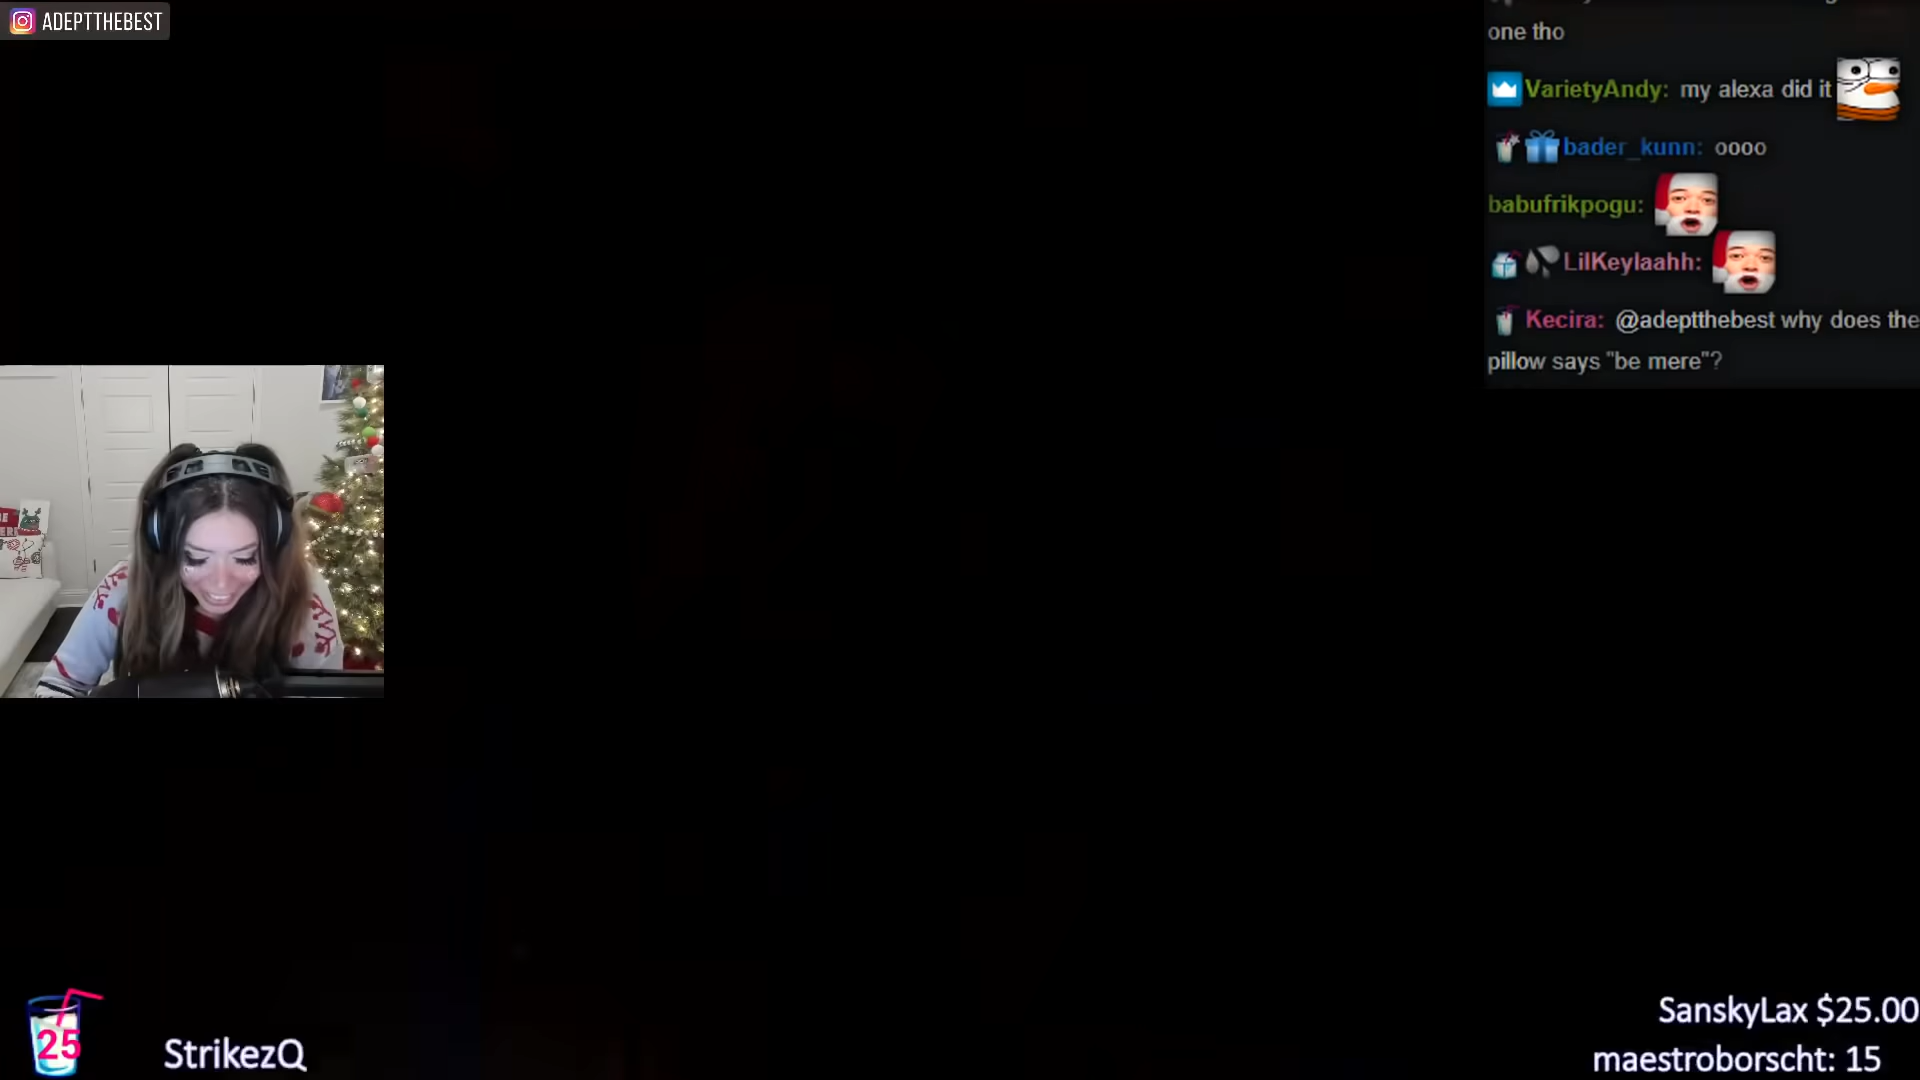 ADEPTTHEBEST
one tho
VarietyAndy: my alexa did it
bader_kunn: oooo
babufrikpogu:
LilKeylaahh:
Kecira: @adeptthebest why does the
pillow says "be mere"?
25
StrikezQ
SanskyLax $25.00
maestroborscht: 15